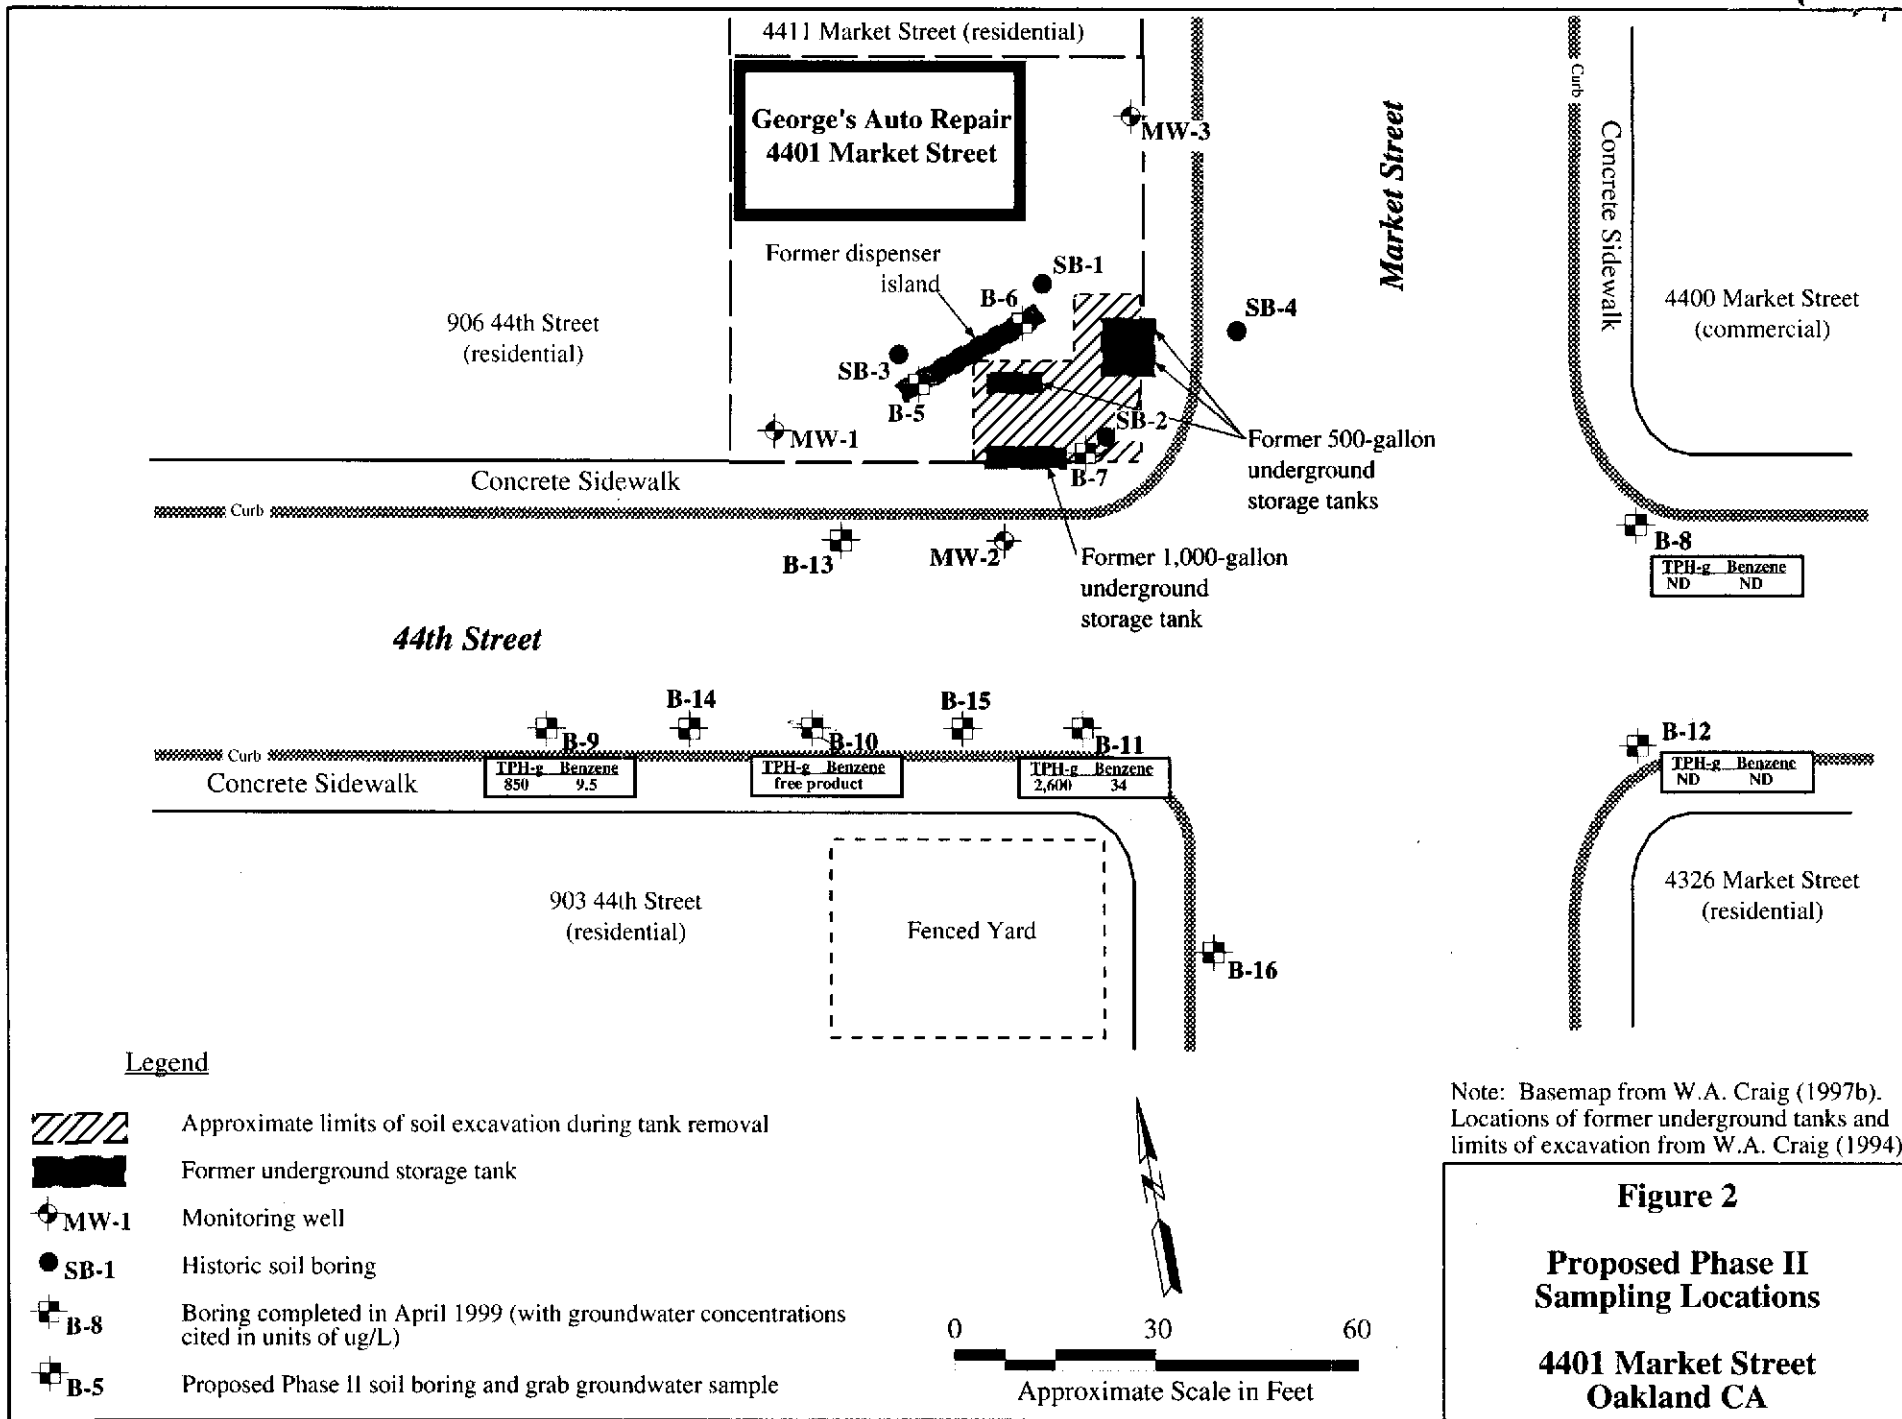 4411 Market Street (residential)
George's Auto Repair
4401 Market Street
MW-3
Market Street
Curb
Concrete Sidewalk
4400 Market Street
(commercial)
Former dispenser
island
SB-1
B-6
SB-4
906 44th Street
(residential)
SB-3
B-5
SB-2
MW-1
B-7
Former 500-gallon
underground
storage tanks
Concrete Sidewalk
Curb
B-13
MW-2
Former 1,000-gallon
underground
storage tank
B-8
TPH-g Benzene
ND ND
44th Street
B-14
B-15
B-9
B-10
B-11
B-12
Curb
Concrete Sidewalk
TPH-g Benzene
850 9.5
TPH-g Benzene
free product
TPH-g Benzene
2,600 34
TPH-g Benzene
ND ND
903 44th Street
(residential)
Fenced Yard
4326 Market Street
(residential)
B-16
Legend
Approximate limits of soil excavation during tank removal
Former underground storage tank
MW-1 Monitoring well
SB-1 Historic soil boring
B-8 Boring completed in April 1999 (with groundwater concentrations
cited in units of ug/L)
B-5 Proposed Phase II soil boring and grab groundwater sample
N
0 30 60
Approximate Scale in Feet
Note: Basemap from W.A. Craig (1997b).
Locations of former underground tanks and
limits of excavation from W.A. Craig (1994)
Figure 2
Proposed Phase II
Sampling Locations
4401 Market Street
Oakland CA